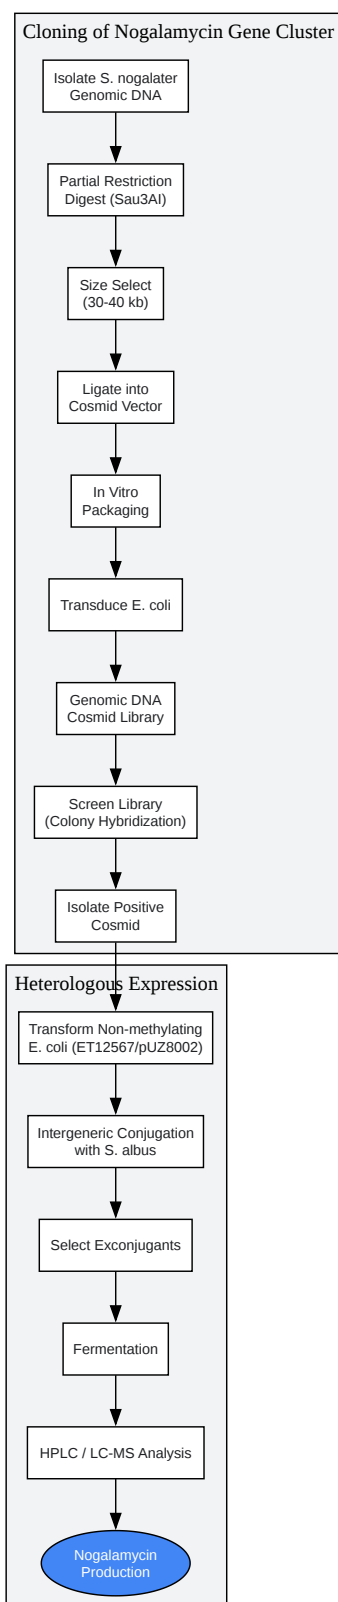 Cloning of Nogalamycin Gene Cluster
Isolate S. nogalater
Genomic DNA
Partial Restriction
Digest (Sau3AI)
Size Select
(30-40 kb)
Ligate into
Cosmid Vector
In Vitro
Packaging
Transduce E. coli
Genomic DNA
Cosmid Library
Screen Library
(Colony Hybridization)
Isolate Positive
Cosmid
Heterologous Expression
Transform Non-methylating
E. coli (ET12567/pUZ8002)
Intergeneric Conjugation
with S. albus
Select Exconjugants
Fermentation
HPLC / LC-MS Analysis
Nogalamycin
Production